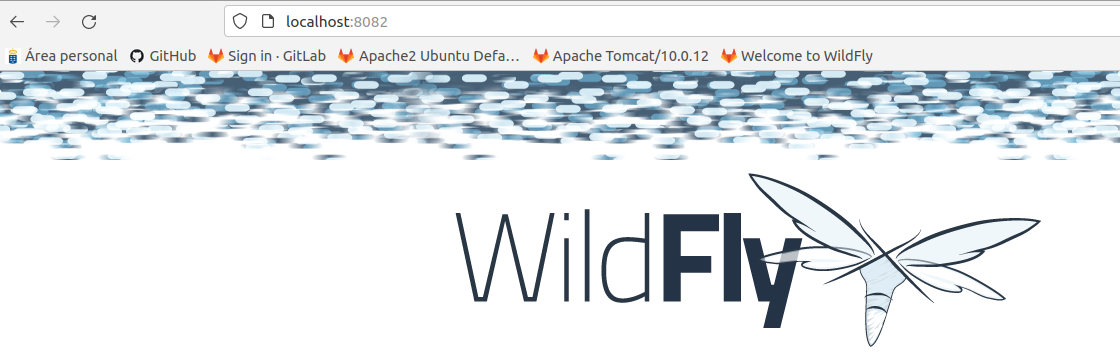 localhost:8082
Área personal GitHub Sign in · GitLab Apache2 Ubuntu Defa… Apache Tomcat/10.0.12 Welcome to WildFly
WildFly